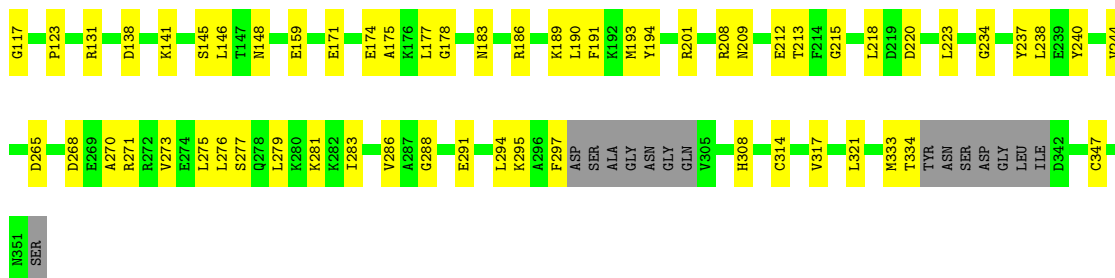 G117 P123 R131 D138 K141 S145 L146 T147 N148 E159 E171 E174 A175 K176 L177 G178 N183 R186 K189 L190 F191 K192 M193 Y194 R201 R208 N209 E212 T213 F214 G215 L218 D219 D220 L223 G234 Y237 L238 E239 Y240
D265 D268 E269 A270 R271 R272 V273 E274 L275 L276 S277 Q278 L279 K280 K281 K282 I283 V286 A287 G288 E291 L294 K295 A296 F297 ASP SER ALA GLY ASN GLY GLN V305 H308 C314 V317 L321 M333 T334 TYR ASN SER ASP GLY LEU ILE D342 C347
N351 SER